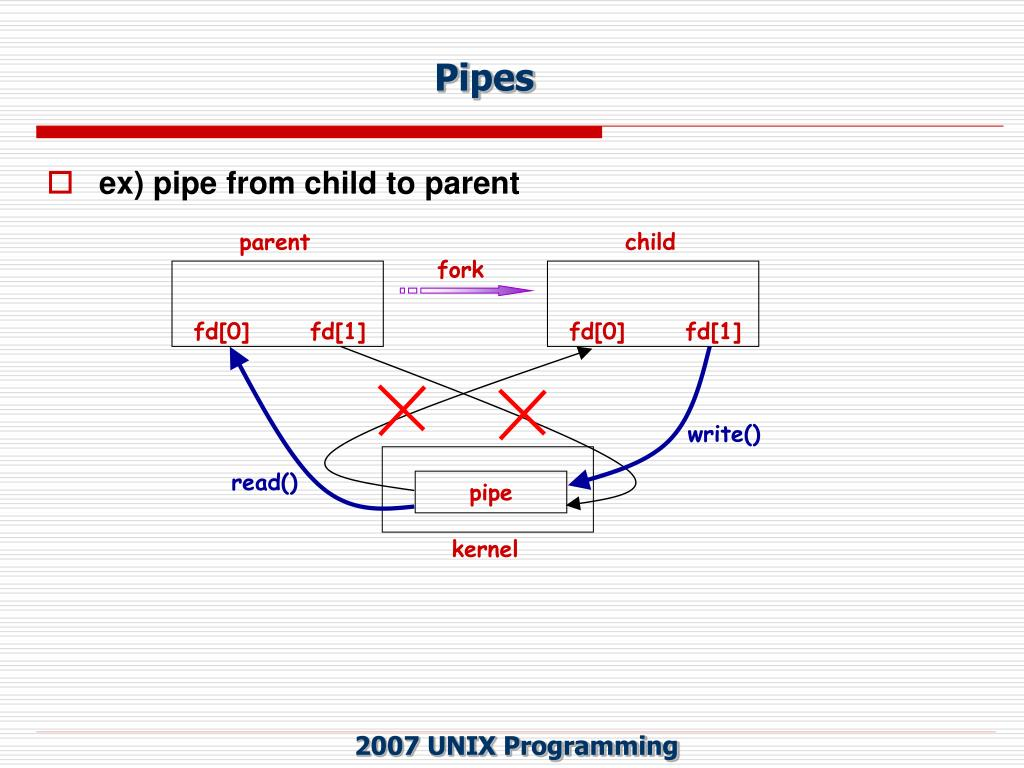 Pipes
ex) pipe from child to parent
parent
child
fork
fd[0]
fd[1]
fd[0]
fd[1]
write()
read()
pipe
kernel
2007 UNIX Programming